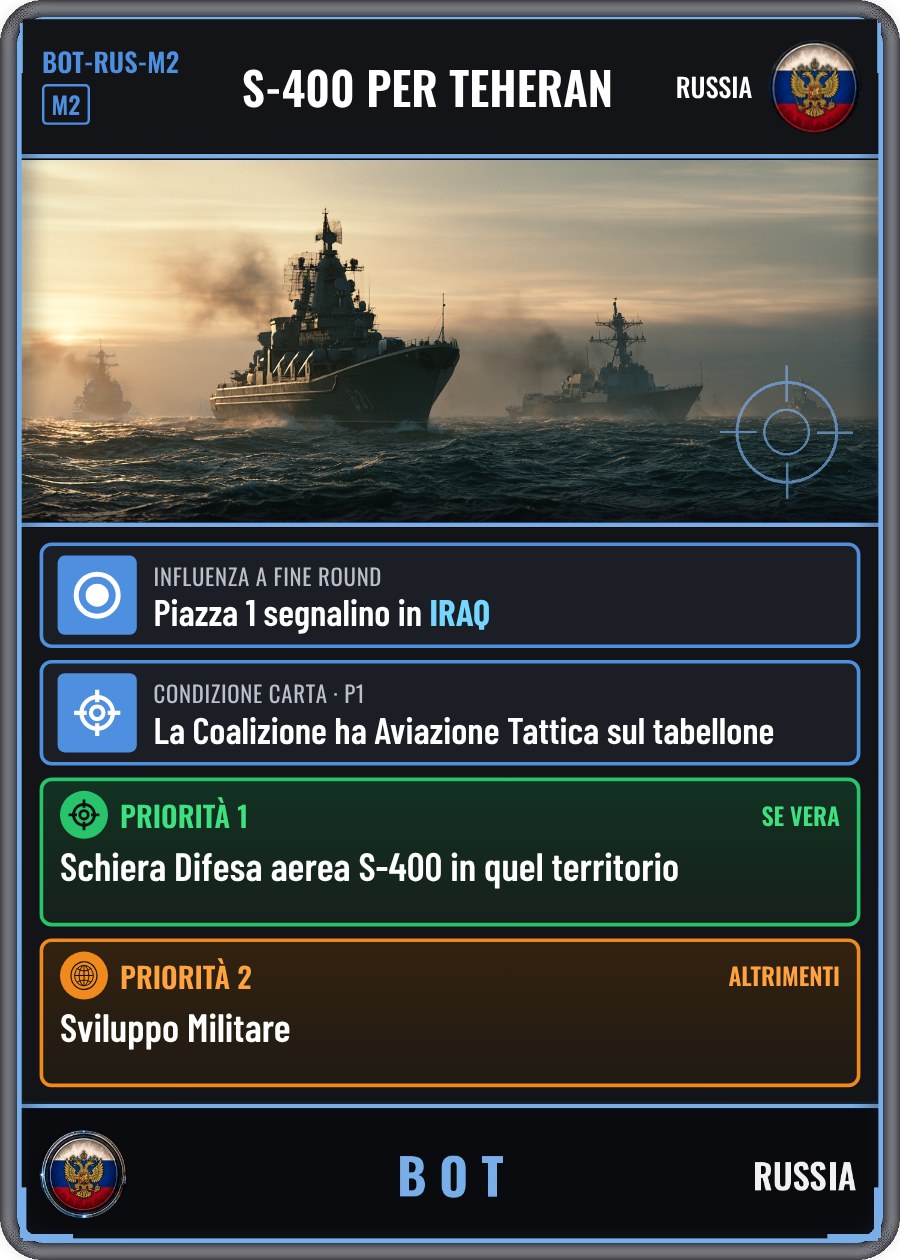 BOT-RUS-M2
M2
S-400 PER TEHERAN
RUSSIA
INFLUENZA A FINE ROUND
Piazza 1 segnalino in IRAQ
CONDIZIONE CARTA · P1
La Coalizione ha Aviazione Tattica sul tabellone
PRIORITÀ 1
SE VERA
Schiera Difesa aerea S-400 in quel territorio
PRIORITÀ 2
ALTRIMENTI
Sviluppo Militare
BOT
RUSSIA